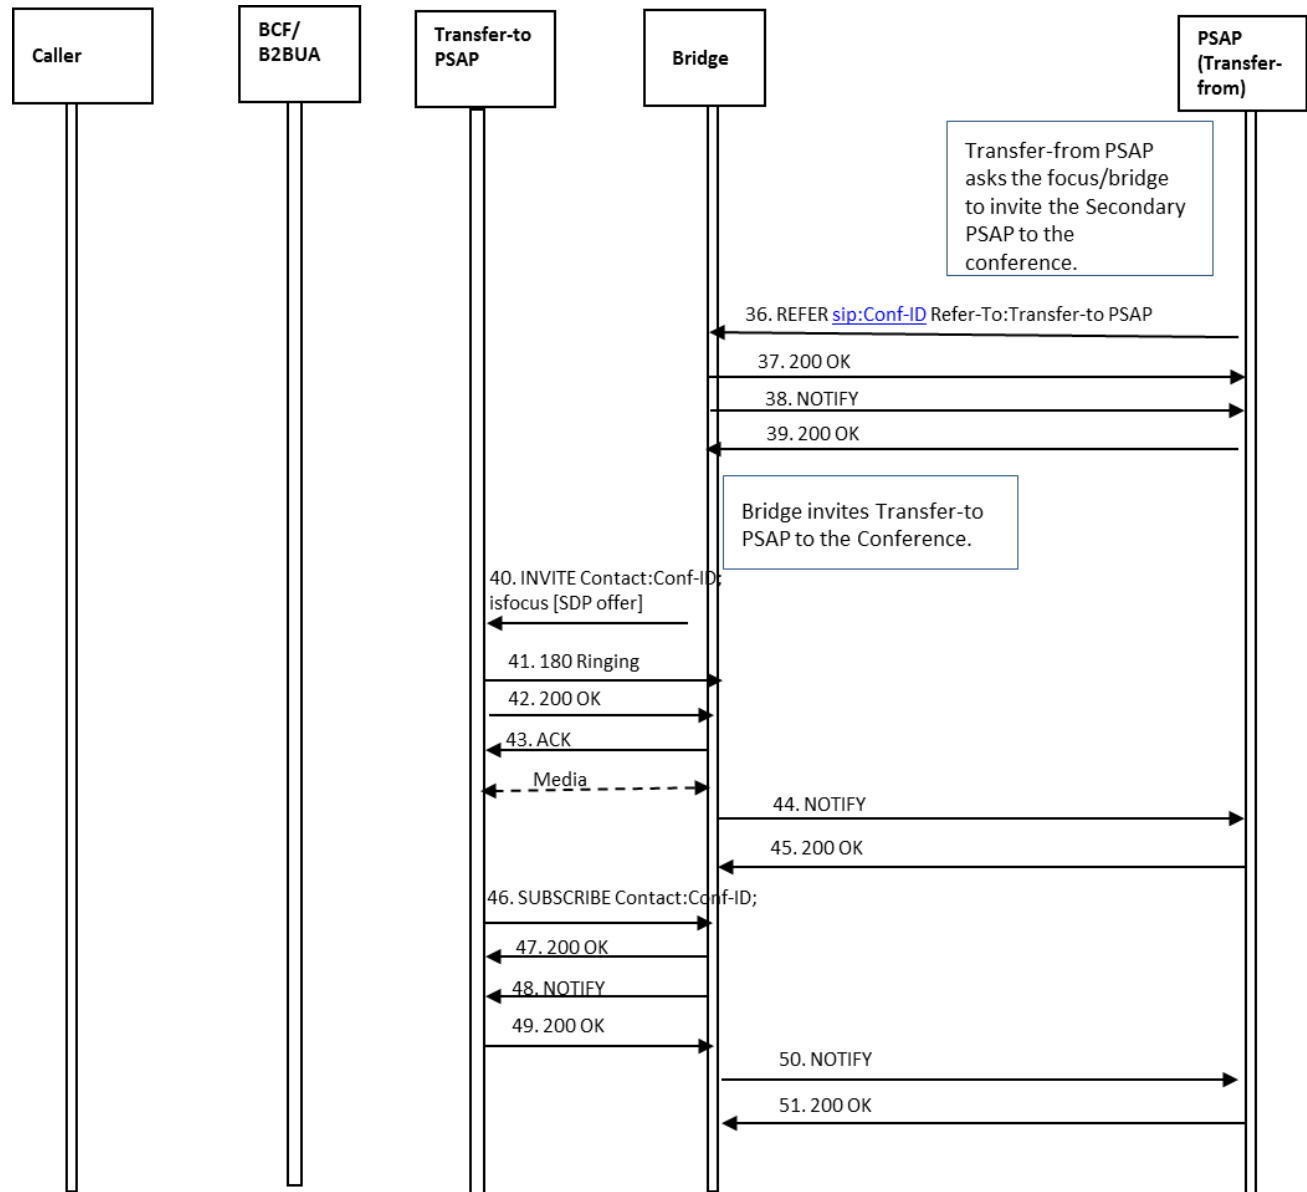 Caller
BCF/
B2BUA
Transfer-to
PSAP
Bridge
PSAP
(Transfer-
from)
Transfer-from PSAP
asks the focus/bridge
to invite the Secondary
PSAP to the
conference.
36. REFER sip:Conf-ID Refer-To:Transfer-to PSAP
37. 200 OK
38. NOTIFY
39. 200 OK
Bridge invites Transfer-to
PSAP to the Conference.
40. INVITE Contact:Conf-ID;
isfocus [SDP offer]
41. 180 Ringing
42. 200 OK
43. ACK
Media
44. NOTIFY
45. 200 OK
46. SUBSCRIBE Contact:Conf-ID;
47. 200 OK
48. NOTIFY
49. 200 OK
50. NOTIFY
51. 200 OK